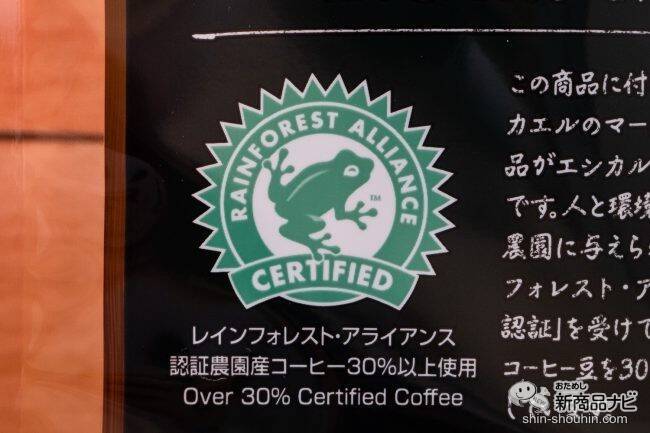 RAINFOREST ALLIANCE
TM
CERTIFIED
レインフォレスト・アライアンス
認証農園産コーヒー30%以上使用
Over 30% Certified Coffee
この商品に付
カエルのマー
品がエシカル
です。人と環境
農園に与えら
フォレスト・ア
認証」を受けて
コーヒー豆を30
おためし
新商品ナビ
shin-shouhin.com